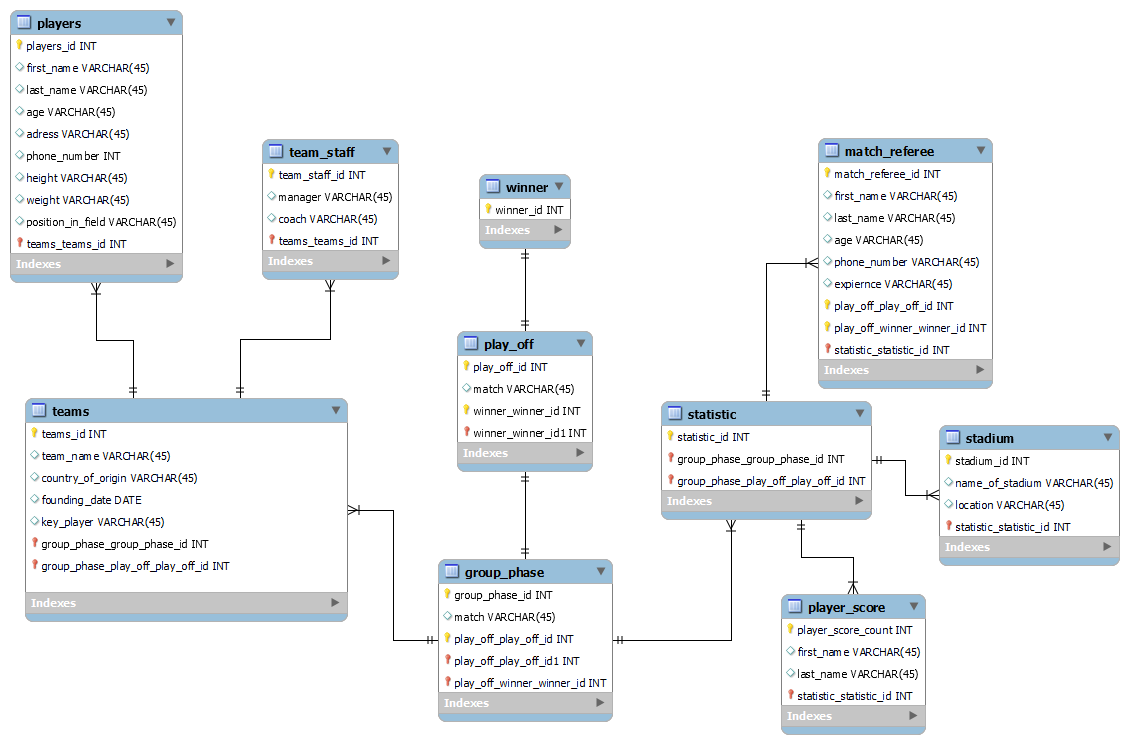 players
players_id INT
first_name VARCHAR(45)
last_name VARCHAR(45)
age VARCHAR(45)
adress VARCHAR(45)
phone_number INT
height VARCHAR(45)
weight VARCHAR(45)
position_in_field VARCHAR(45)
teams_teams_id INT
Indexes
team_staff
team_staff_id INT
manager VARCHAR(45)
coach VARCHAR(45)
teams_teams_id INT
Indexes
winner
winner_id INT
Indexes
match_referee
match_referee_id INT
first_name VARCHAR(45)
last_name VARCHAR(45)
age VARCHAR(45)
phone_number VARCHAR(45)
expiernce VARCHAR(45)
play_off_play_off_id INT
play_off_winner_winner_id INT
statistic_statistic_id INT
Indexes
play_off
play_off_id INT
match VARCHAR(45)
winner_winner_id INT
winner_winner_id1 INT
Indexes
teams
teams_id INT
team_name VARCHAR(45)
country_of_origin VARCHAR(45)
founding_date DATE
key_player VARCHAR(45)
group_phase_group_phase_id INT
group_phase_play_off_play_off_id INT
Indexes
statistic
statistic_id INT
group_phase_group_phase_id INT
group_phase_play_off_play_off_id INT
Indexes
stadium
stadium_id INT
name_of_stadium VARCHAR(45)
location VARCHAR(45)
statistic_statistic_id INT
Indexes
group_phase
group_phase_id INT
match VARCHAR(45)
play_off_play_off_id INT
play_off_play_off_id1 INT
play_off_winner_winner_id INT
Indexes
player_score
player_score_count INT
first_name VARCHAR(45)
last_name VARCHAR(45)
statistic_statistic_id INT
Indexes